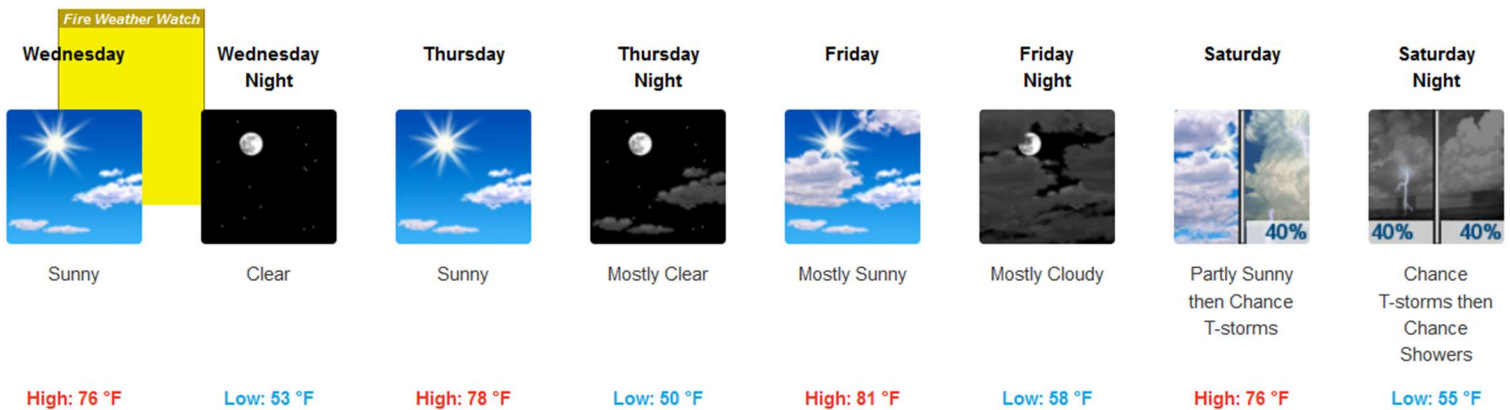 Fire Weather Watch
Wednesday
Wednesday
Night
Thursday
Thursday
Night
Friday
Friday
Night
Saturday
Saturday
Night
40%
40%
40%
Sunny
Clear
Sunny
Mostly Clear
Mostly Sunny
Mostly Cloudy
Partly Sunny
then Chance
T-storms
Chance
T-storms then
Chance
Showers
High: 76 °F
Low: 53 °F
High: 78 °F
Low: 50 °F
High: 81 °F
Low: 58 °F
High: 76 °F
Low: 55 °F